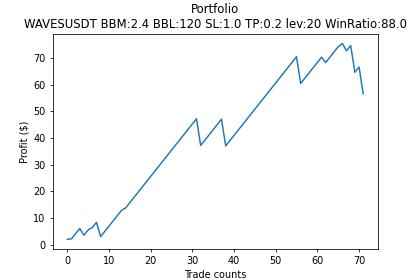 Portfolio
WAVESUSDT BBM:2.4 BBL:120 SL:1.0 TP:0.2 lev:20 WinRatio:88.0
Profit ($)
70
60
50
40
30
20
10
0
0 10 20 30 40 50 60 70
Trade counts